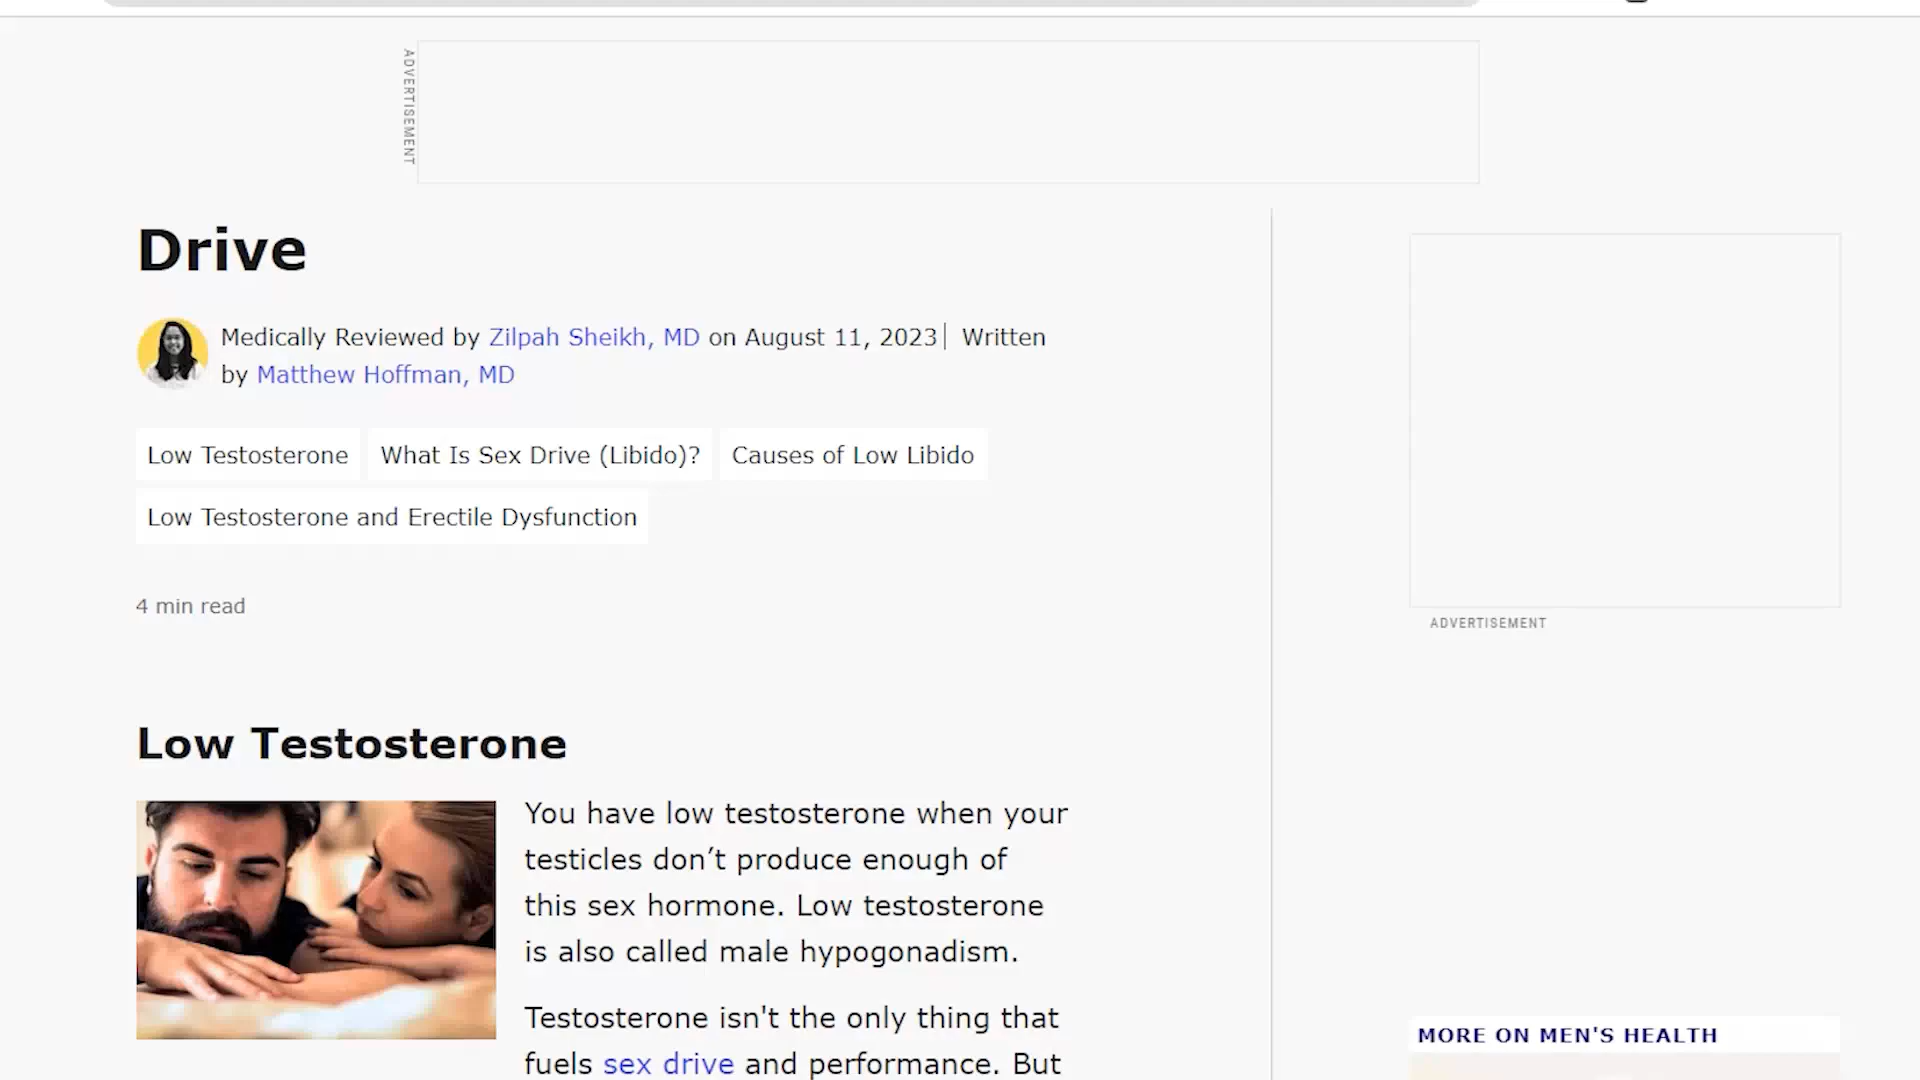 ADVERTISEMENT
Drive
Medically Reviewed by Zilpah Sheikh, MD on August 11, 2023| Written
by Matthew Hoffman, MD
Low Testosterone What Is Sex Drive (Libido)? Causes of Low Libido
Low Testosterone and Erectile Dysfunction
4 min read
ADVERTISEMENT
Low Testosterone
You have low testosterone when your
testicles don’t produce enough of
this sex hormone. Low testosterone
is also called male hypogonadism.
Testosterone isn't the only thing that
fuels sex drive and performance. But
MORE ON MEN'S HEALTH